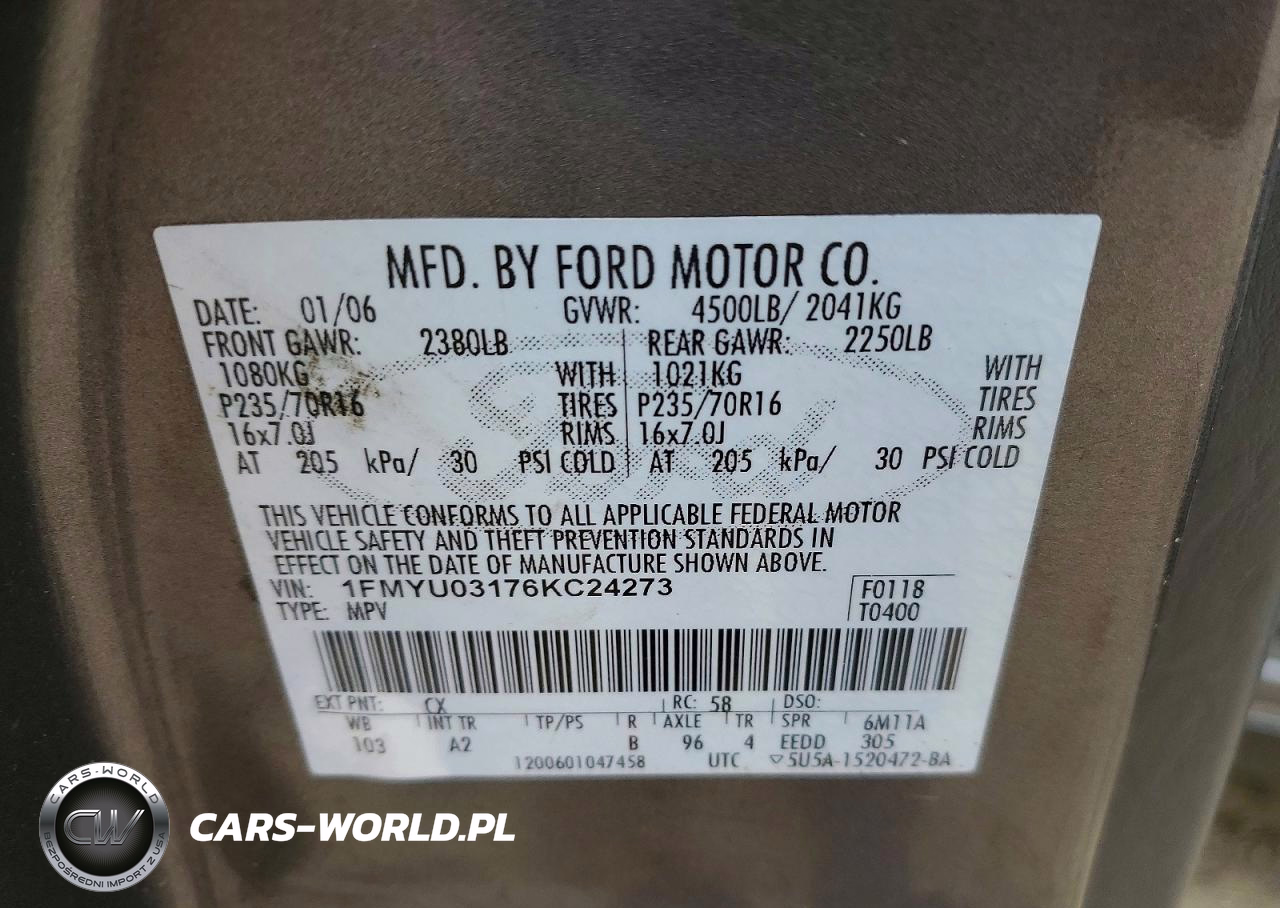 MFD. BY FORD MOTOR CO.
DATE: 01/06 GVWR: 4500LB/ 2041KG
FRONT GAWR: 2380LB REAR GAWR: 2250LB
1080KG WITH 1021KG WITH
P235/70R16 TIRES P235/70R16 TIRES
16x7.0J RIMS 16x7.0J RIMS
AT 205 kPa/ 30 PSI COLD AT 205 kPa/ 30 PSI COLD
Ford
THIS VEHICLE CONFORMS TO ALL APPLICABLE FEDERAL MOTOR
VEHICLE SAFETY AND THEFT PREVENTION STANDARDS IN
EFFECT ON THE DATE OF MANUFACTURE SHOWN ABOVE.
VIN: 1FMYU03176KC24273 F0118
TYPE: MPV T0400
EXT PNT: CX RC: 58 DSO:
WB INT TR TP/PS R AXLE TR SPR 6M11A
103 A2 B 96 4 EEDD 305
1200601047458 UTC ▽5U5A-1520472-BA
CARS-WORLD
CW
BEZPOŚREDNI IMPORT Z USA
CARS-WORLD.PL